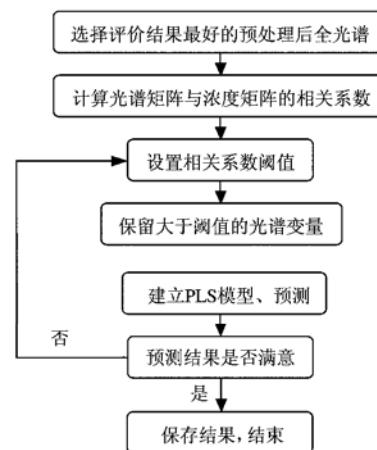 选择评价结果最好的预处理后全光谱
计算光谱矩阵与浓度矩阵的相关系数
设置相关系数阈值
保留大于阈值的光谱变量
建立PLS模型、预测
否
预测结果是否满意
是
保存结果,结束